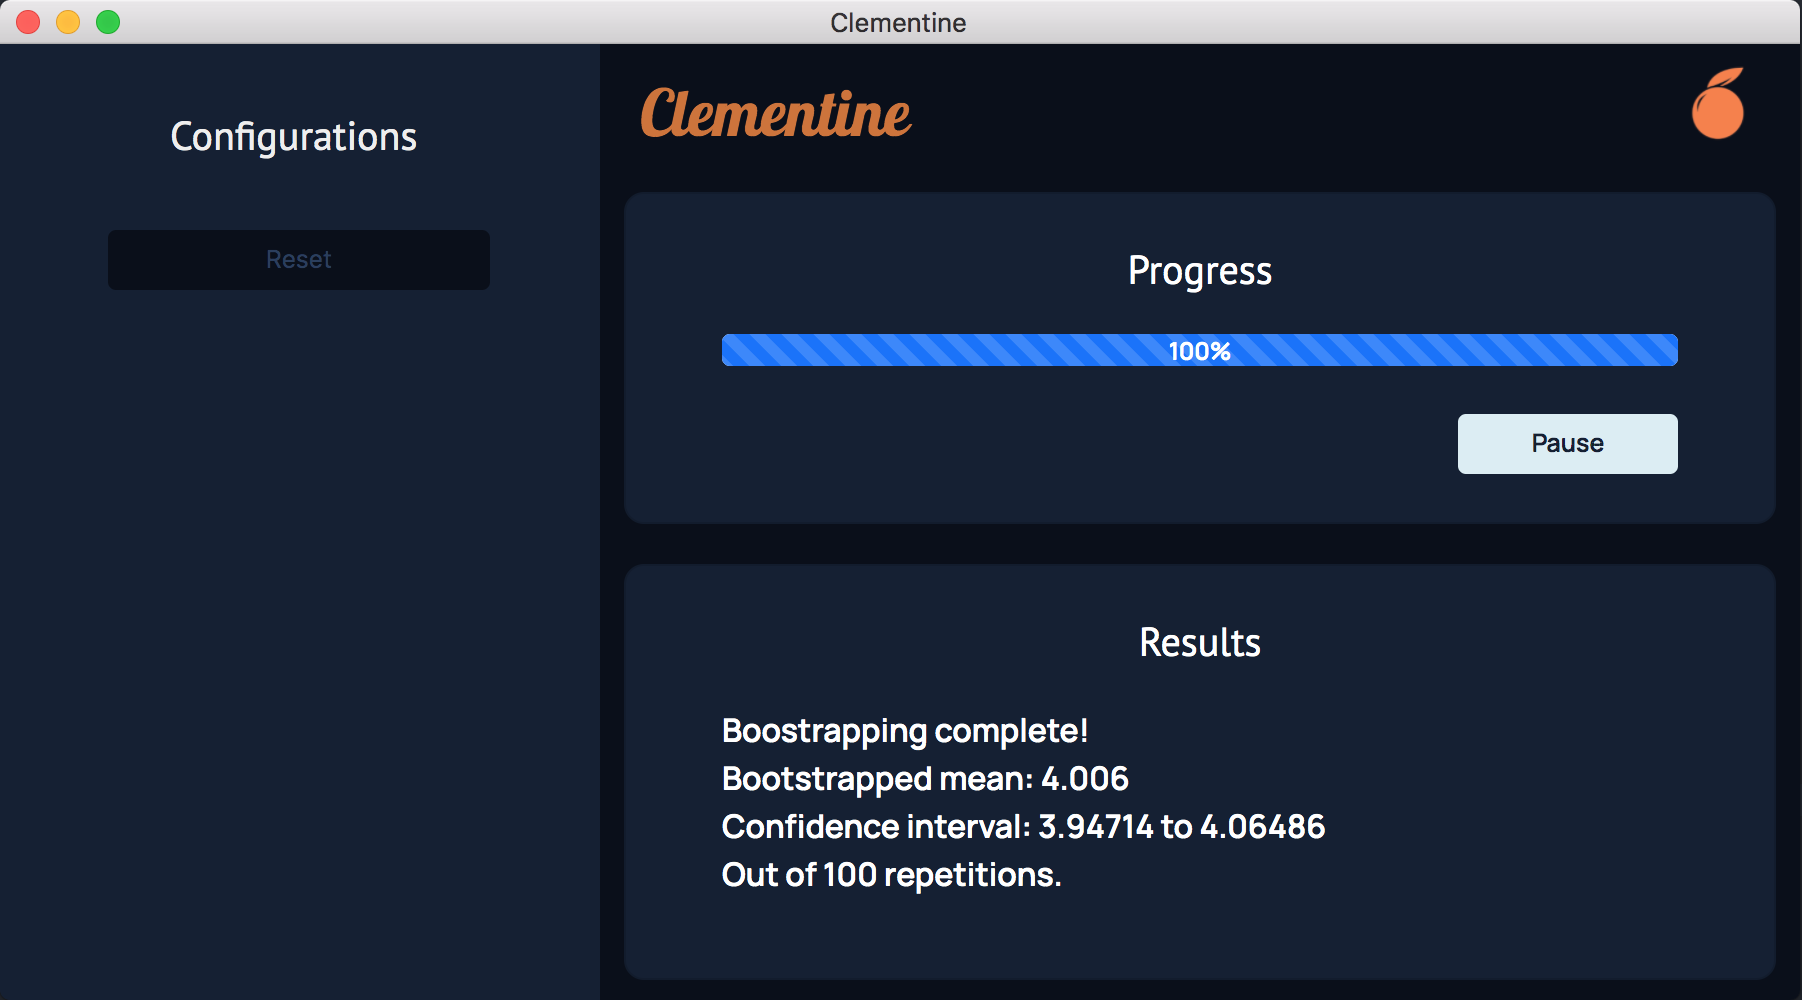 Clementine
Configurations
Reset
Clementine
Progress
100%
Pause
Results
Boostrapping complete!
Bootstrapped mean: 4.006
Confidence interval: 3.94714 to 4.06486
Out of 100 repetitions.